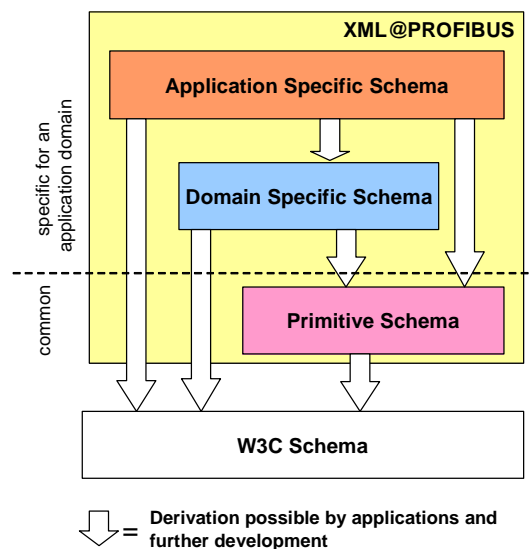 XML@PROFIBUS
Application Specific Schema
specific for an
application domain
Domain Specific Schema
common
Primitive Schema
W3C Schema
= Derivation possible by applications and
further development